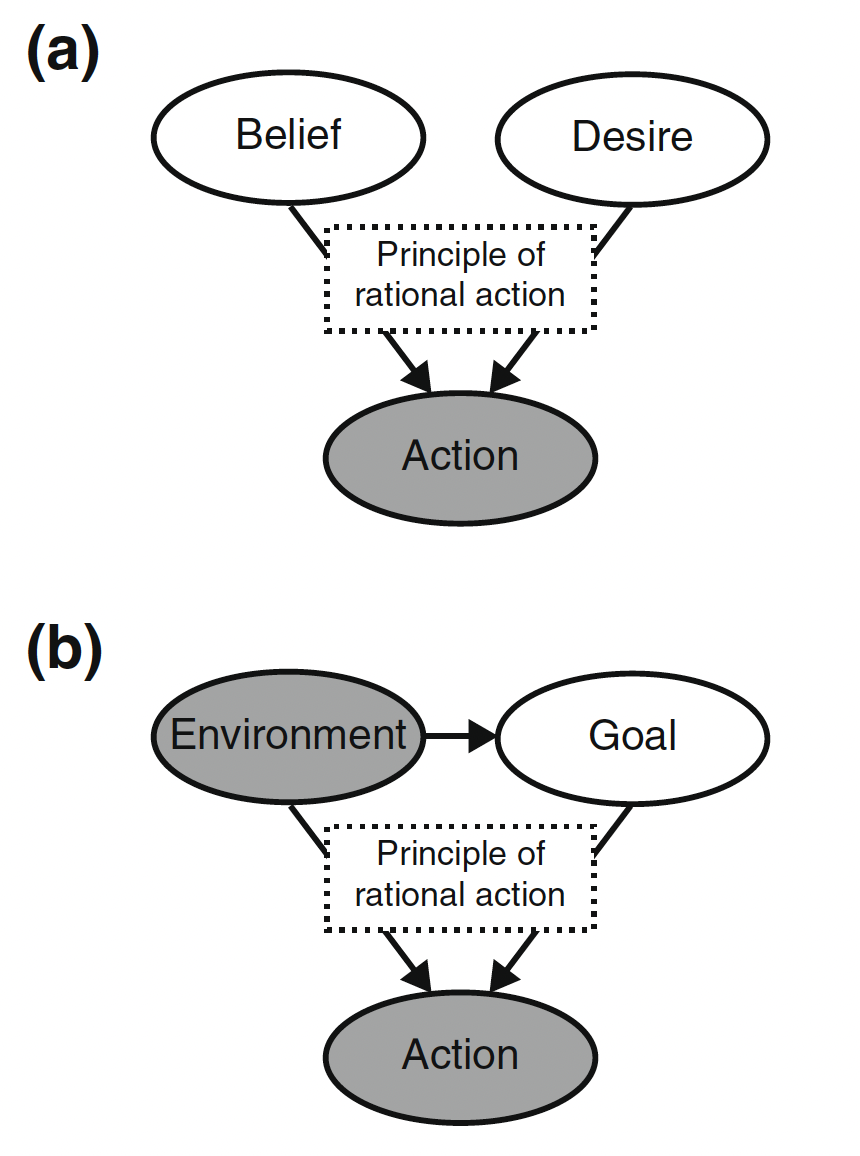 (a)
Belief
Desire
Principle of
rational action
Action
(b)
Environment
Goal
Principle of
rational action
Action